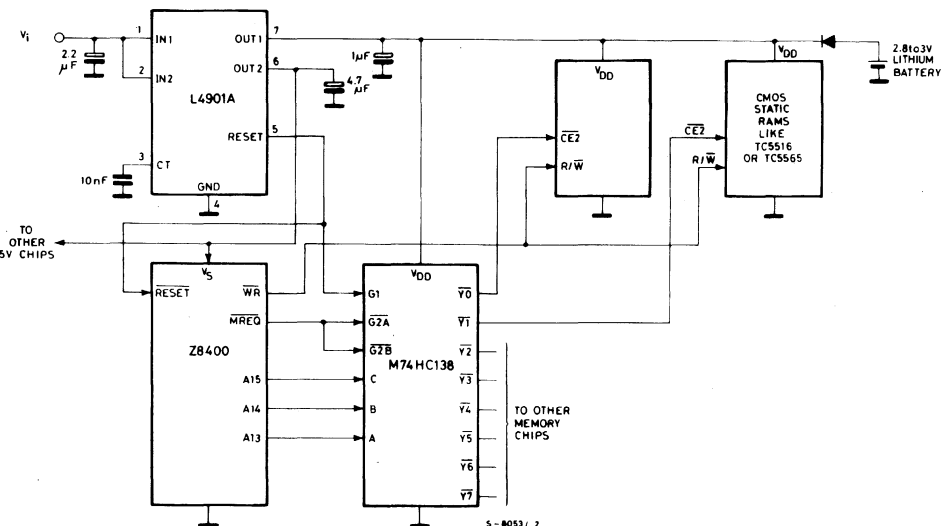 Vi
2.2
µF
1
IN1
2
IN2
L4901A
OUT1
7
OUT2
6
RESET
5
3
CT
10nF
GND
4
1µF
4.7
µF
VDD
CE2
R/W
VDD
CMOS
STATIC
RAMS
LIKE
TC5516
OR TC5565
CE2
R/W
2.8to3V
LITHIUM
BATTERY
TO
OTHER
5V CHIPS
VS
RESET
WR
MREQ
Z8400
A15
A14
A13
VDD
G1
G2A
G2B
M74HC138
C
B
A
Y0
Y1
Y2
Y3
Y4
Y5
Y6
Y7
TO OTHER
MEMORY
CHIPS
S-8053/2